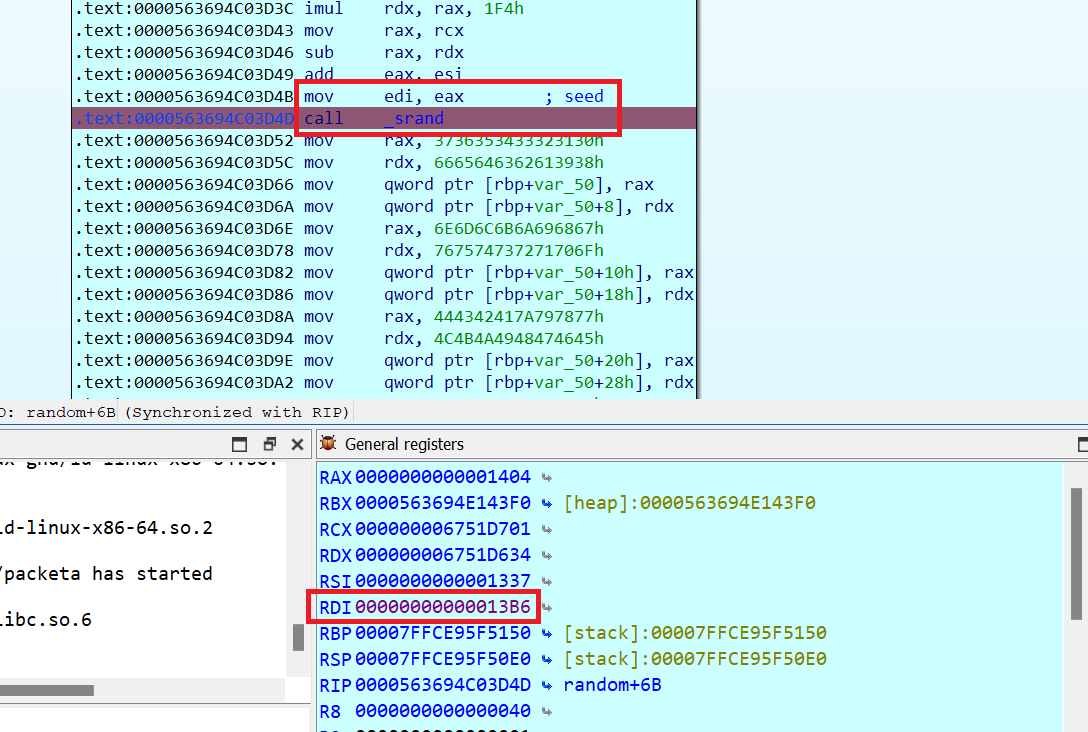 .text:0000563694C03D3C imul rdx, rax, 1F4h
.text:0000563694C03D43 mov rax, rcx
.text:0000563694C03D46 sub rax, rdx
.text:0000563694C03D49 add eax, esi
.text:0000563694C03D4B mov edi, eax ; seed
.text:0000563694C03D4D call _srand
.text:0000563694C03D52 mov rax, 3736353433323130h
.text:0000563694C03D5C mov rdx, 6665646362613938h
.text:0000563694C03D66 mov qword ptr [rbp+var_50], rax
.text:0000563694C03D6A mov qword ptr [rbp+var_50+8], rdx
.text:0000563694C03D6E mov rax, 6E6D6C6B6A696867h
.text:0000563694C03D78 mov rdx, 767574737271706Fh
.text:0000563694C03D82 mov qword ptr [rbp+var_50+10h], rax
.text:0000563694C03D86 mov qword ptr [rbp+var_50+18h], rdx
.text:0000563694C03D8A mov rax, 444342417A797877h
.text:0000563694C03D94 mov rdx, 4C4B4A4948474645h
.text:0000563694C03D9E mov qword ptr [rbp+var_50+20h], rax
.text:0000563694C03DA2 mov qword ptr [rbp+var_50+28h], rdx
: random+6B (Synchronized with RIP)
General registers
d-linux-x86-64.so.2
/packeta has started
ibc.so.6
RAX 0000000000001404
RBX 0000563694E143F0 [heap]:0000563694E143F0
RCX 000000006751D701
RDX 000000006751D634
RSI 0000000000001337
RDI 00000000000013B6
RBP 00007FFCE95F5150 [stack]:00007FFCE95F5150
RSP 00007FFCE95F50E0 [stack]:00007FFCE95F50E0
RIP 0000563694C03D4D random+6B
R8 0000000000000040